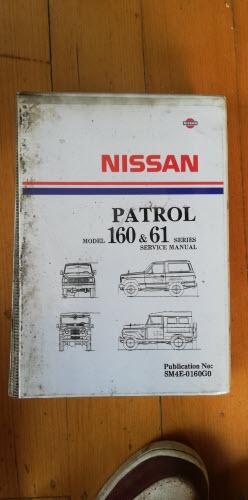 NISSAN
NISSAN
PATROL
MODEL 160 & 61 SERIES
SERVICE MANUAL
Publication No:
SM4E-0160G0